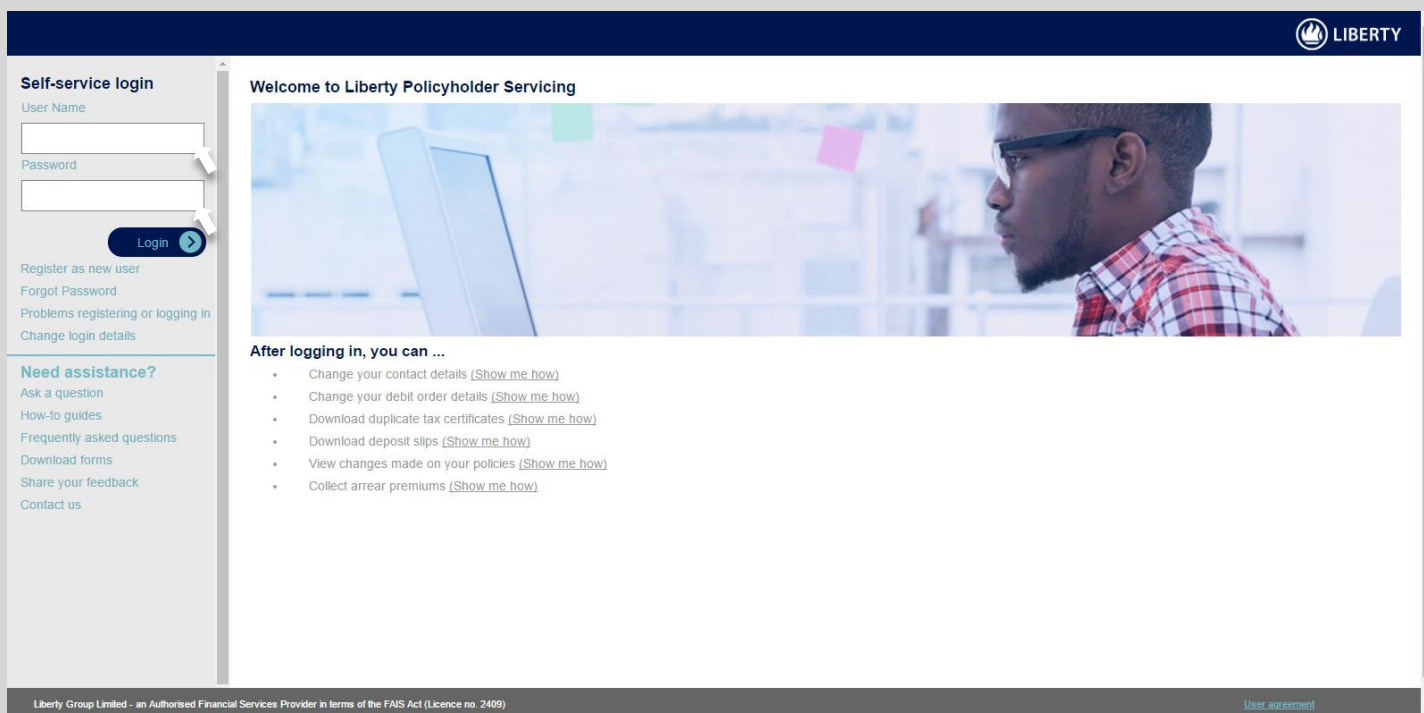 LIBERTY
Self-service login
User Name
Password
Login
Register as new user
Forgot Password
Problems registering or logging in
Change login details
Need assistance?
Ask a question
How-to guides
Frequently asked questions
Download forms
Share your feedback
Contact us
Welcome to Liberty Policyholder Servicing
After logging in, you can ...
• Change your contact details (Show me how)
• Change your debit order details (Show me how)
• Download duplicate tax certificates (Show me how)
• Download deposit slips (Show me how)
• View changes made on your policies (Show me how)
• Collect arrear premiums (Show me how)
Liberty Group Limited - an Authorised Financial Services Provider in terms of the FAIS Act (Licence no. 2409)
User agreement